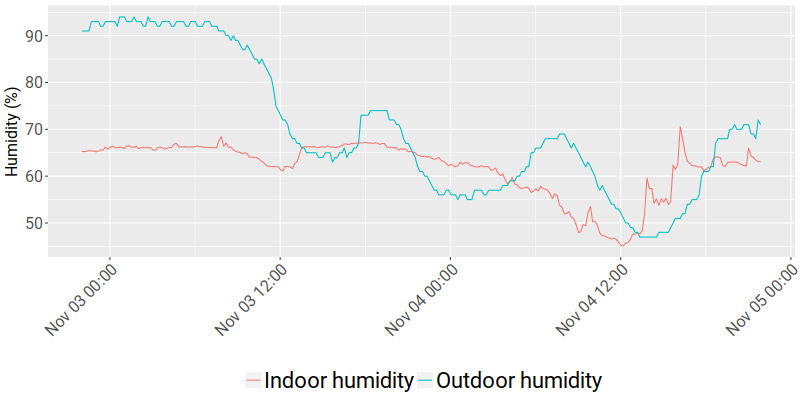 Humidity (%)
90
80
70
60
50
Nov 03 00:00
Nov 03 12:00
Nov 04 00:00
Nov 04 12:00
Nov 05 00:00
Indoor humidity Outdoor humidity